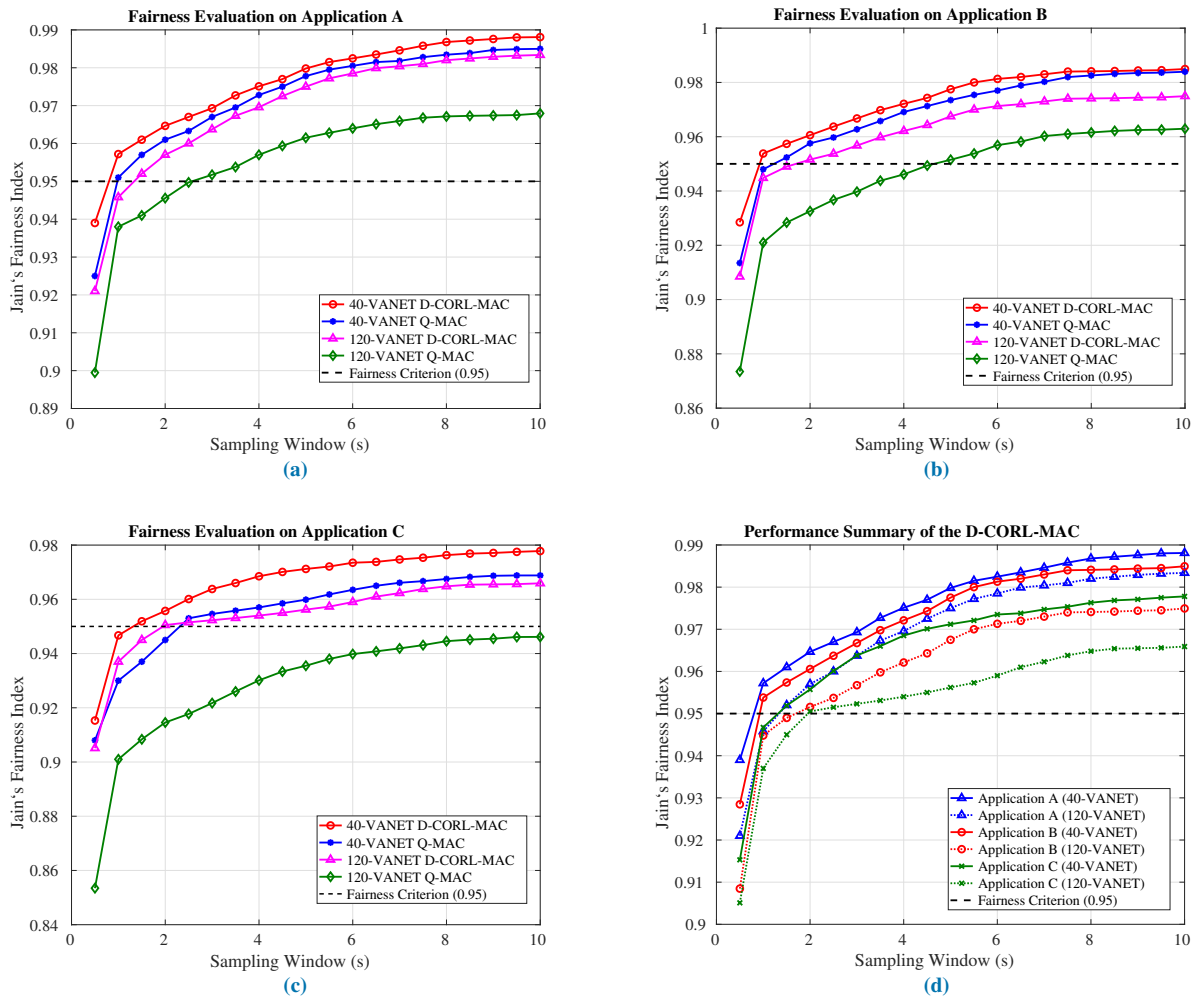 Fairness Evaluation on Application A
Jain‘s Fairness Index
0.99
0.98
0.97
0.96
0.95
0.94
0.93
0.92
0.91
0.9
0.89
40-VANET D-CORL-MAC
40-VANET Q-MAC
120-VANET D-CORL-MAC
120-VANET Q-MAC
Fairness Criterion (0.95)
0 2 4 6 8 10
Sampling Window (s)
(a)
Fairness Evaluation on Application B
Jain‘s Fairness Index
1
0.98
0.96
0.94
0.92
0.9
0.88
0.86
40-VANET D-CORL-MAC
40-VANET Q-MAC
120-VANET D-CORL-MAC
120-VANET Q-MAC
Fairness Criterion (0.95)
0 2 4 6 8 10
Sampling Window (s)
(b)
Fairness Evaluation on Application C
Jain‘s Fairness Index
0.98
0.96
0.94
0.92
0.9
0.88
0.86
0.84
40-VANET D-CORL-MAC
40-VANET Q-MAC
120-VANET D-CORL-MAC
120-VANET Q-MAC
Fairness Criterion (0.95)
0 2 4 6 8 10
Sampling Window (s)
(c)
Performance Summary of the D-CORL-MAC
Jain‘s Fairness Index
0.99
0.98
0.97
0.96
0.95
0.94
0.93
0.92
0.91
0.9
Application A (40-VANET)
Application A (120-VANET)
Application B (40-VANET)
Application B (120-VANET)
Application C (40-VANET)
Application C (120-VANET)
Fairness Criterion (0.95)
0 2 4 6 8 10
Sampling Window (s)
(d)